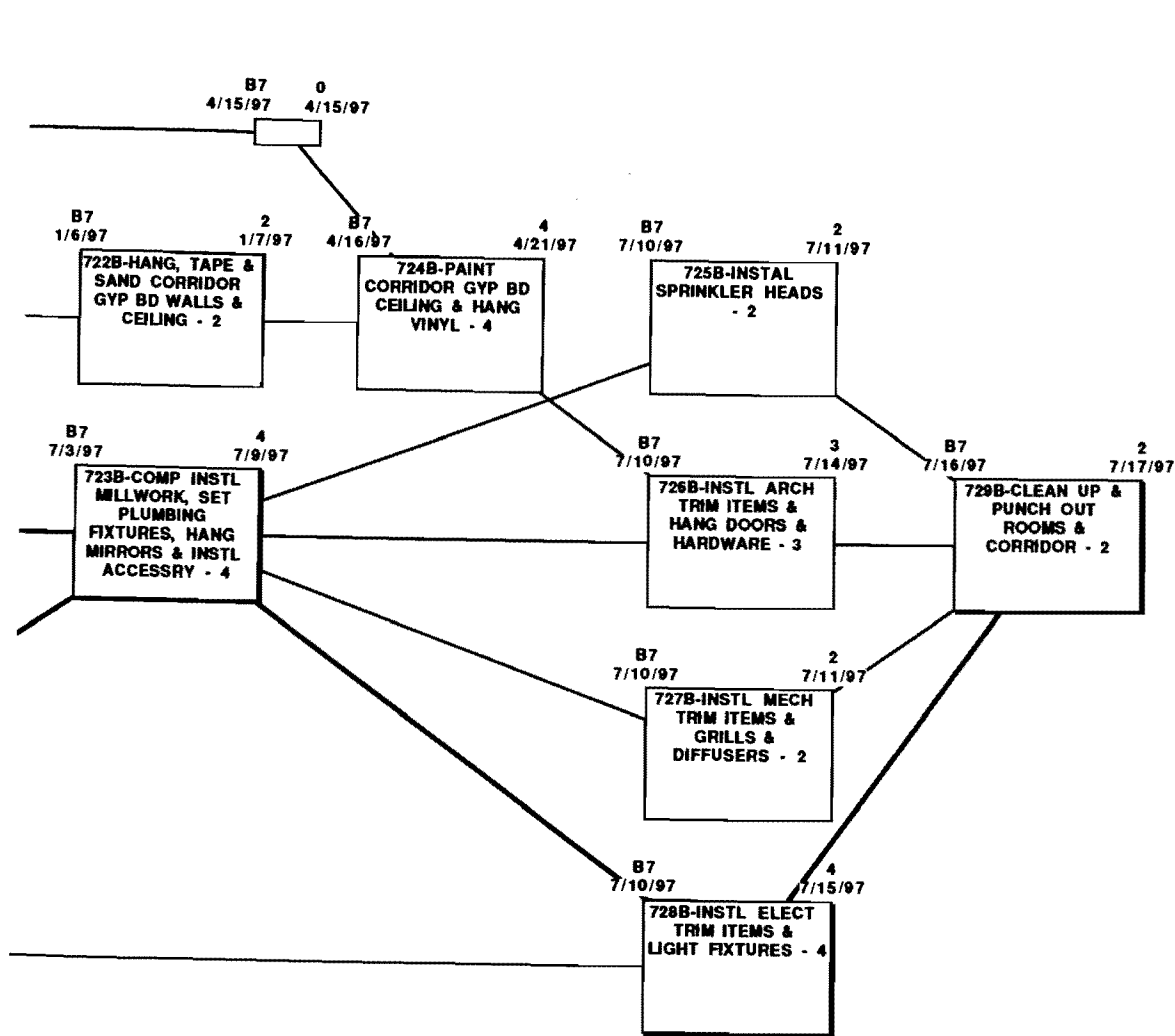 B7 0
4/15/97 4/15/97
B7 2
1/6/97 1/7/97
722B-HANG, TAPE &
SAND CORRIDOR
GYP BD WALLS &
CEILING - 2
B7 4
4/16/97 4/21/97
724B-PAINT
CORRIDOR GYP BD
CEILING & HANG
VINYL - 4
B7 2
7/10/97 7/11/97
725B-INSTAL
SPRINKLER HEADS
- 2
B7 4
7/3/97 7/9/97
723B-COMP INSTL
MILLWORK, SET
PLUMBING
FIXTURES, HANG
MIRRORS & INSTL
ACCESSRY - 4
B7 3
7/10/97 7/14/97
726B-INSTL ARCH
TRIM ITEMS &
HANG DOORS &
HARDWARE - 3
B7 2
7/16/97 7/17/97
729B-CLEAN UP &
PUNCH OUT
ROOMS &
CORRIDOR - 2
B7 2
7/10/97 7/11/97
727B-INSTL MECH
TRIM ITEMS &
GRILLS &
DIFFUSERS - 2
B7 4
7/10/97 7/15/97
728B-INSTL ELECT
TRIM ITEMS &
LIGHT FIXTURES - 4